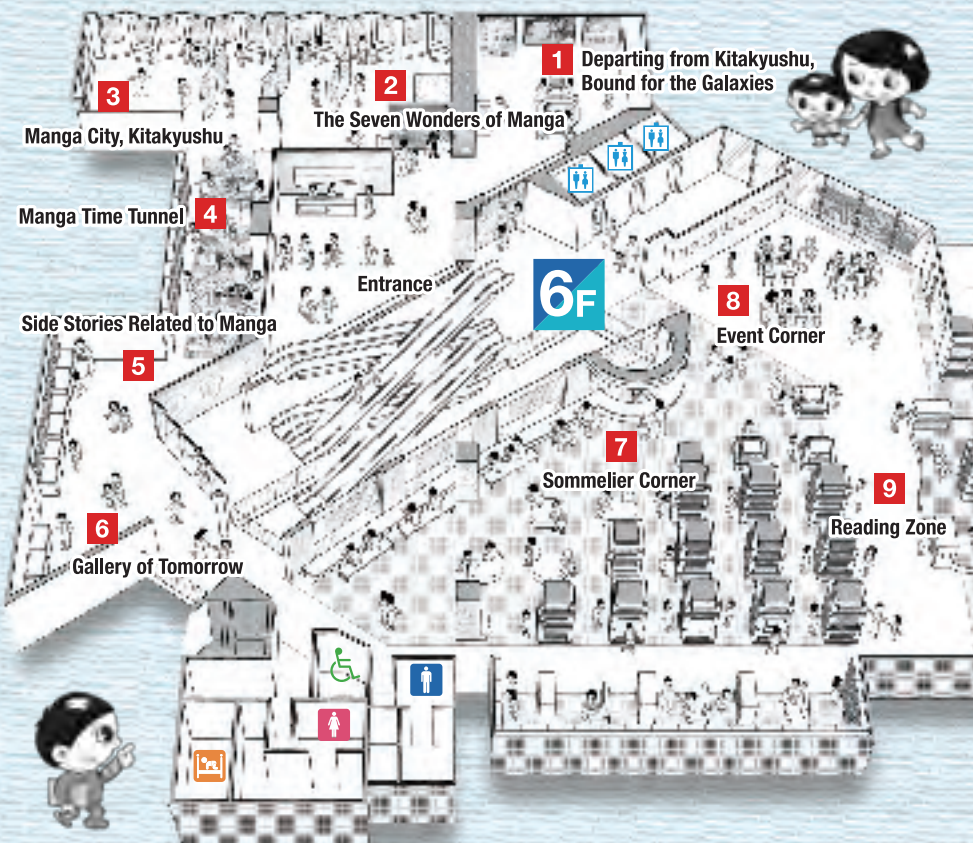 1 Departing from Kitakyushu,
Bound for the Galaxies
2
The Seven Wonders of Manga
3
Manga City, Kitakyushu
Manga Time Tunnel 4
Entrance
6F
8
Event Corner
Side Stories Related to Manga
5
7
Sommelier Corner
9
Reading Zone
6
Gallery of Tomorrow